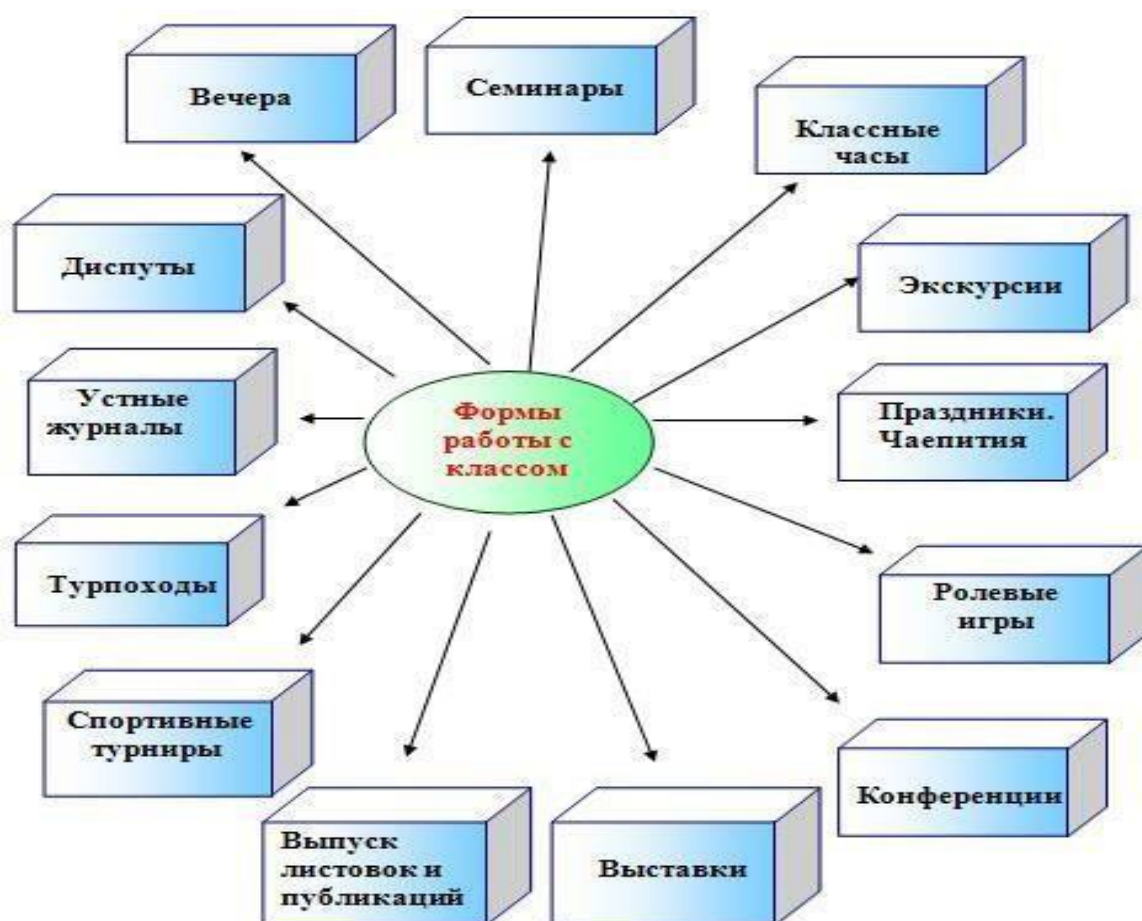 Вечера
Семинары
Классные
часы
Диспуты
Экскурсии
Устные
журналы
Формы
работы с
классом
Праздники.
Чаепития
Турпоходы
Ролевые
игры
Спортивные
турниры
Конференции
Выпуск
листовок и
публикаций
Выставки